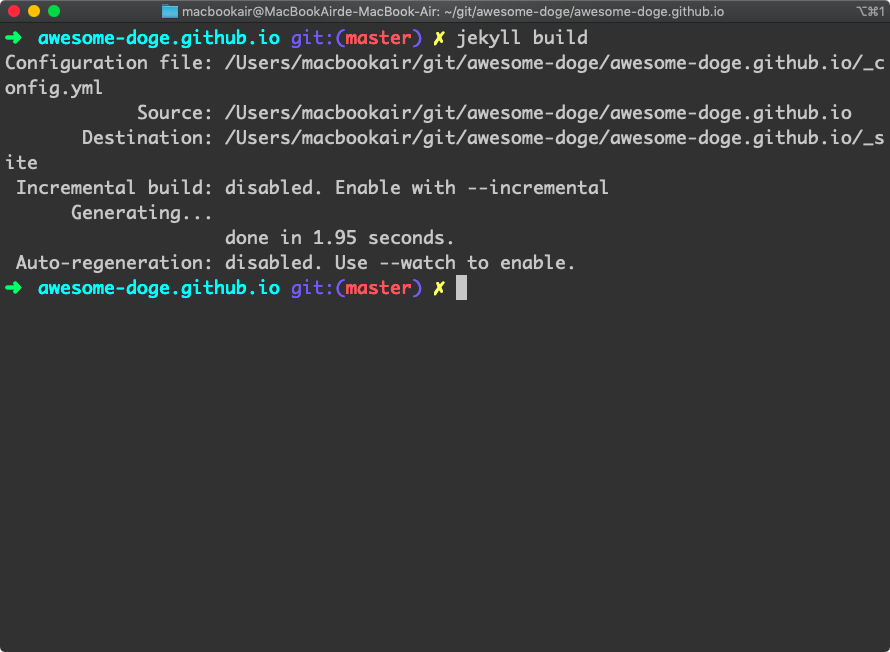 macbookair@MacBookAirde-MacBook-Air: ~/git/awesome-doge/awesome-doge.github.io ⌥⌘1
➜ awesome-doge.github.io git:(master) ✗ jekyll build
Configuration file: /Users/macbookair/git/awesome-doge/awesome-doge.github.io/_c
onfig.yml
Source: /Users/macbookair/git/awesome-doge/awesome-doge.github.io
Destination: /Users/macbookair/git/awesome-doge/awesome-doge.github.io/_s
ite
Incremental build: disabled. Enable with --incremental
Generating...
done in 1.95 seconds.
Auto-regeneration: disabled. Use --watch to enable.
➜ awesome-doge.github.io git:(master) ✗